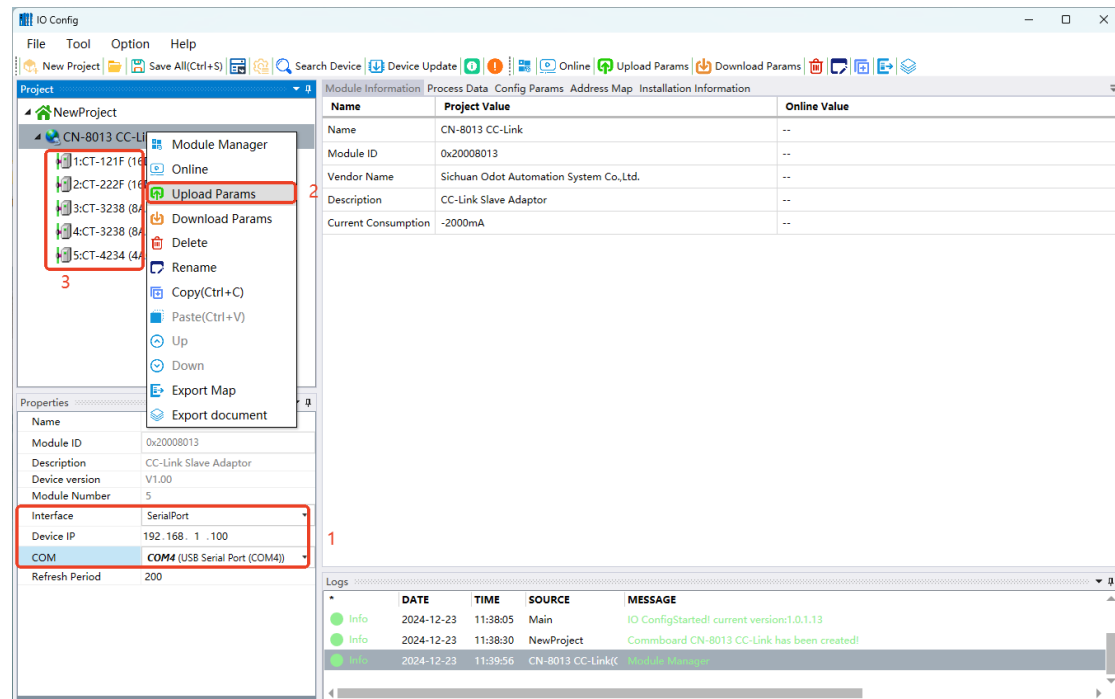 IO Config
File Tool Option Help
New Project Save All(Ctrl+S) Search Device Device Update Online Upload Params Download Params
Project
NewProject
CN-8013 CC-Li
1:CT-121F (16
2:CT-222F (16
3:CT-3238 (8A
4:CT-3238 (8A
5:CT-4234 (4A
3
Module Manager
Online
Upload Params
2
Download Params
Delete
Rename
Copy(Ctrl+C)
Paste(Ctrl+V)
Up
Down
Export Map
Export document
Module Information Process Data Config Params Address Map Installation Information
Name Project Value Online Value
Name CN-8013 CC-Link --
Module ID 0x20008013 --
Vendor Name Sichuan Odot Automation System Co.,Ltd. --
Description CC-Link Slave Adaptor --
Current Consumption -2000mA --
Properties
Name
Module ID 0x20008013
Description CC-Link Slave Adaptor
Device version V1.00
Module Number 5
Interface SerialPort
Device IP 192.168. 1 .100
1
COM COM4 (USB Serial Port (COM4))
Refresh Period 200
Logs
* DATE TIME SOURCE MESSAGE
Info 2024-12-23 11:38:05 Main IO ConfigStarted! current version:1.0.1.13
Info 2024-12-23 11:38:30 NewProject Commboard CN-8013 CC-Link has been created!
Info 2024-12-23 11:39:56 CN-8013 CC-Link(C Module Manager